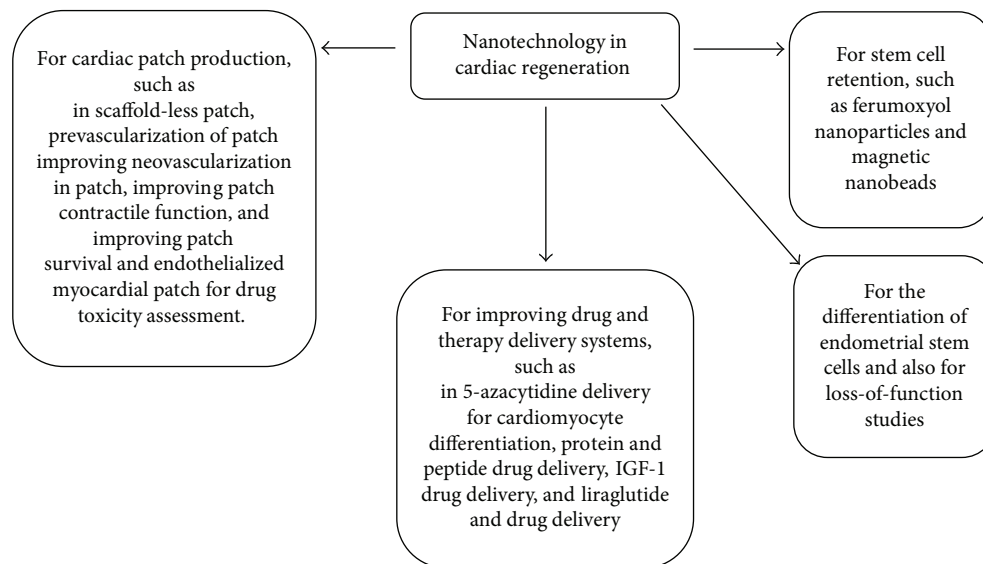 Nanotechnology in
cardiac regeneration
For cardiac patch production,
such as
in scaffold-less patch,
prevascularization of patch
improving neovascularization
in patch, improving patch
contractile function, and
improving patch
survival and endothelialized
myocardial patch for drug
toxicity assessment.
For stem cell
retention, such
as ferumoxyol
nanoparticles and
magnetic
nanobeads
For improving drug and
therapy delivery systems,
such as
in 5-azacytidine delivery
for cardiomyocyte
differentiation, protein and
peptide drug delivery, IGF-1
drug delivery, and liraglutide
and drug delivery
For the
differentiation of
endometrial stem
cells and also for
loss-of-function
studies